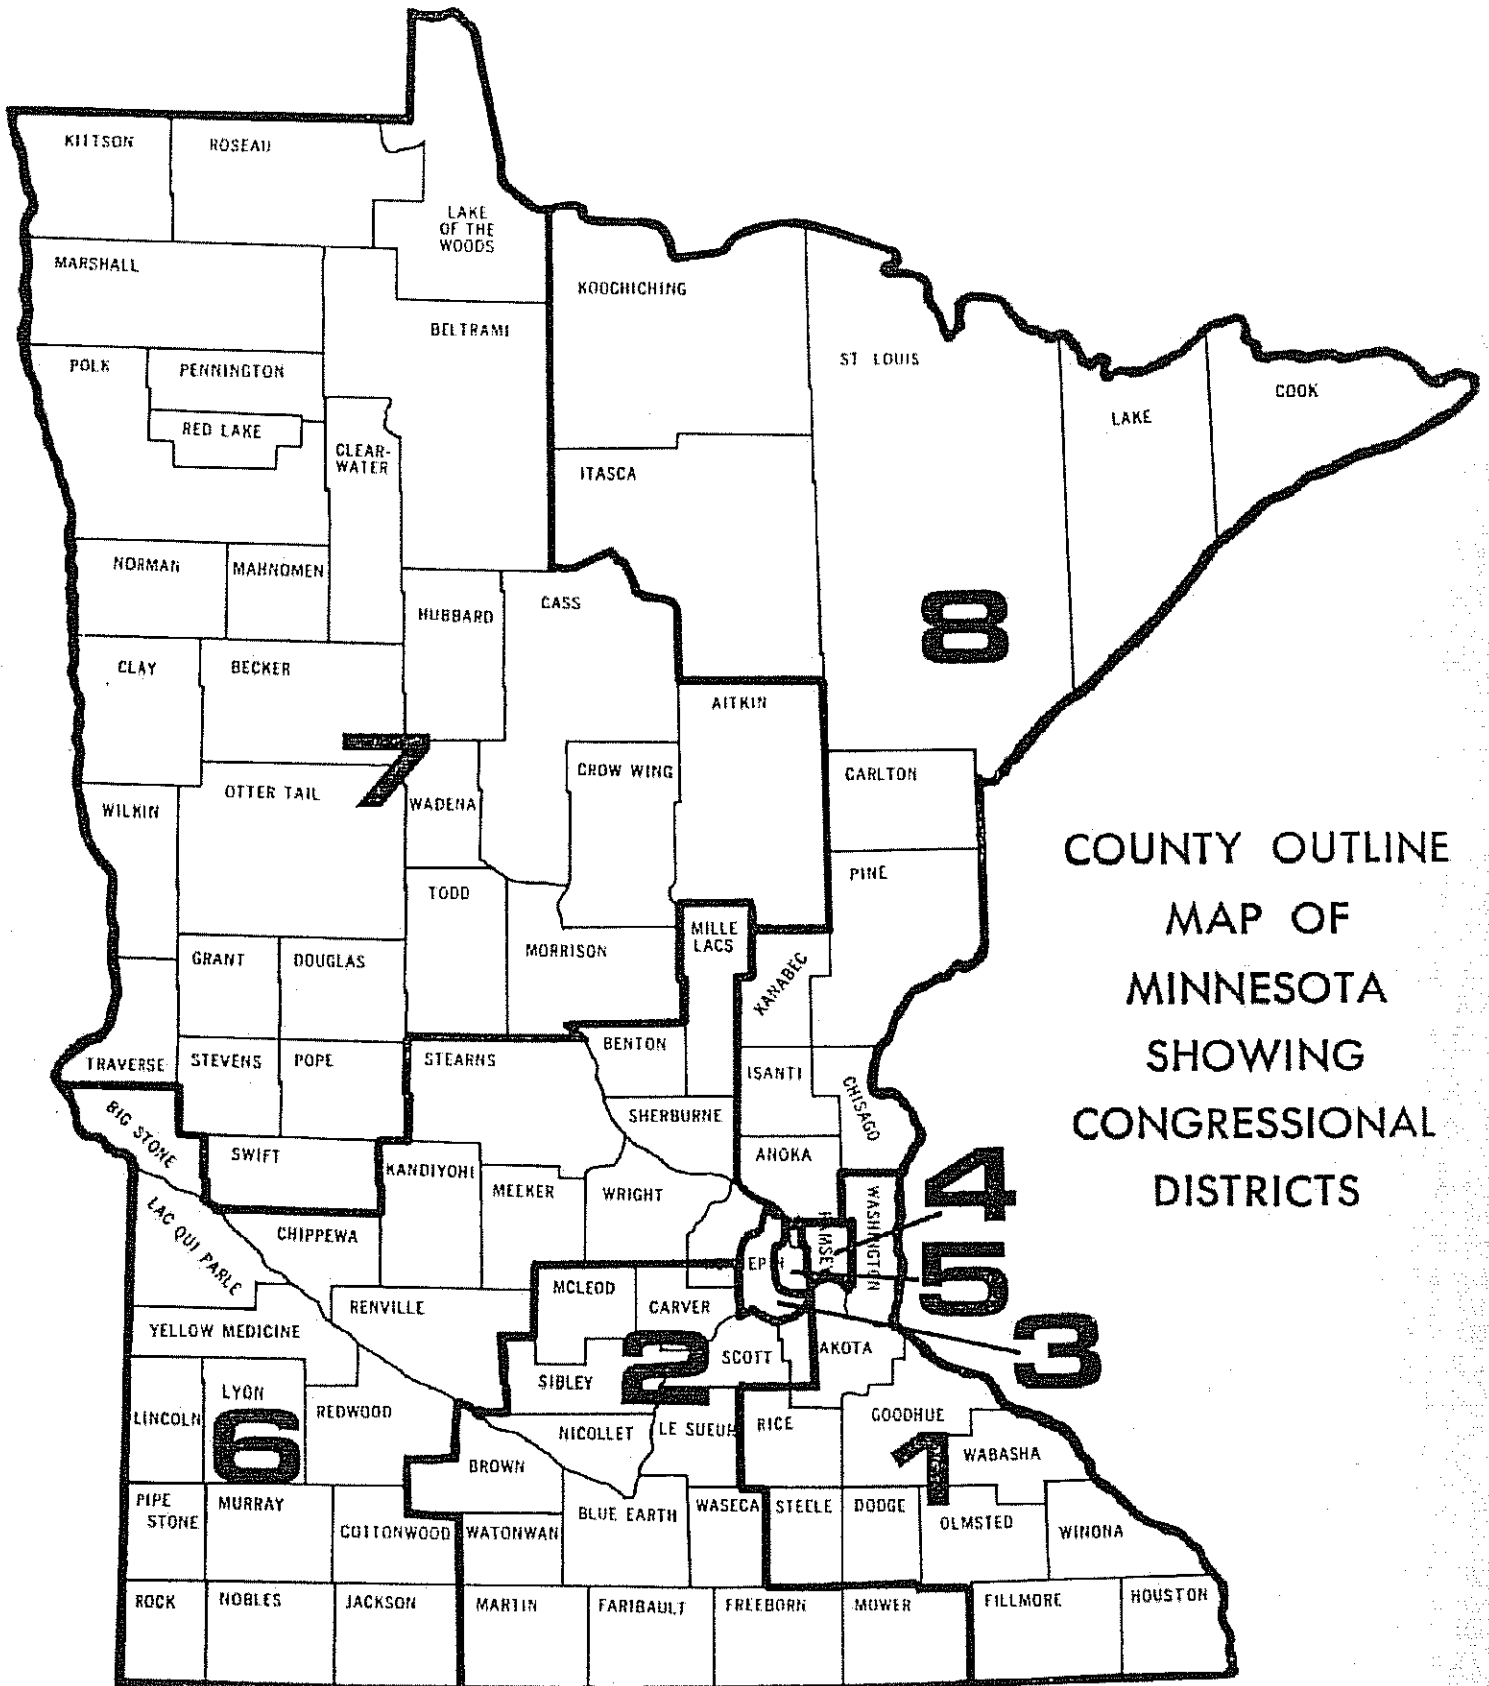 KITTSON
ROSEAU
LAKE
OF THE
WOODS
MARSHALL
KOOCHICHING
BELTRAMI
ST LOUIS
POLK
PENNINGTON
COOK
LAKE
RED LAKE
CLEAR-
WATER
ITASCA
NORMAN
MAHNOMEN
HUBBARD
CASS
8
CLAY
BECKER
AITKIN
7
CROW WING
CARLTON
OTTER TAIL
WADENA
WILKIN
COUNTY OUTLINE
MAP OF
MINNESOTA
SHOWING
CONGRESSIONAL
DISTRICTS
PINE
TODD
MILLE
LACS
MORRISON
GRANT
DOUGLAS
KANABEC
BENTON
TRAVERSE
STEVENS
POPE
STEARNS
ISANTI
CHISAGO
BIG STONE
SHERBURNE
SWIFT
ANOKA
KANDIYOHI
MEEKER
WRIGHT
WASHINGTON
4
LAC QUI PARLE
CHIPPEWA
RAMSEY
EPIN
5
MCLEOD
CARVER
RENVILLE
YELLOW MEDICINE
3
2
SCOTT
AKOTA
SIBLEY
LYON
LINCOLN
REDWOOD
6
NICOLLET
LE SUEUR
RICE
GOODHUE
1
WABASHA
BROWN
PIPE
STONE
MURRAY
COTTONWOOD
WATONWAN
BLUE EARTH
WASECA
STEELE
DODGE
OLMSTED
WINONA
ROCK
NOBLES
JACKSON
MARTIN
FARIBAULT
FREEBORN
MOWER
FILLMORE
HOUSTON